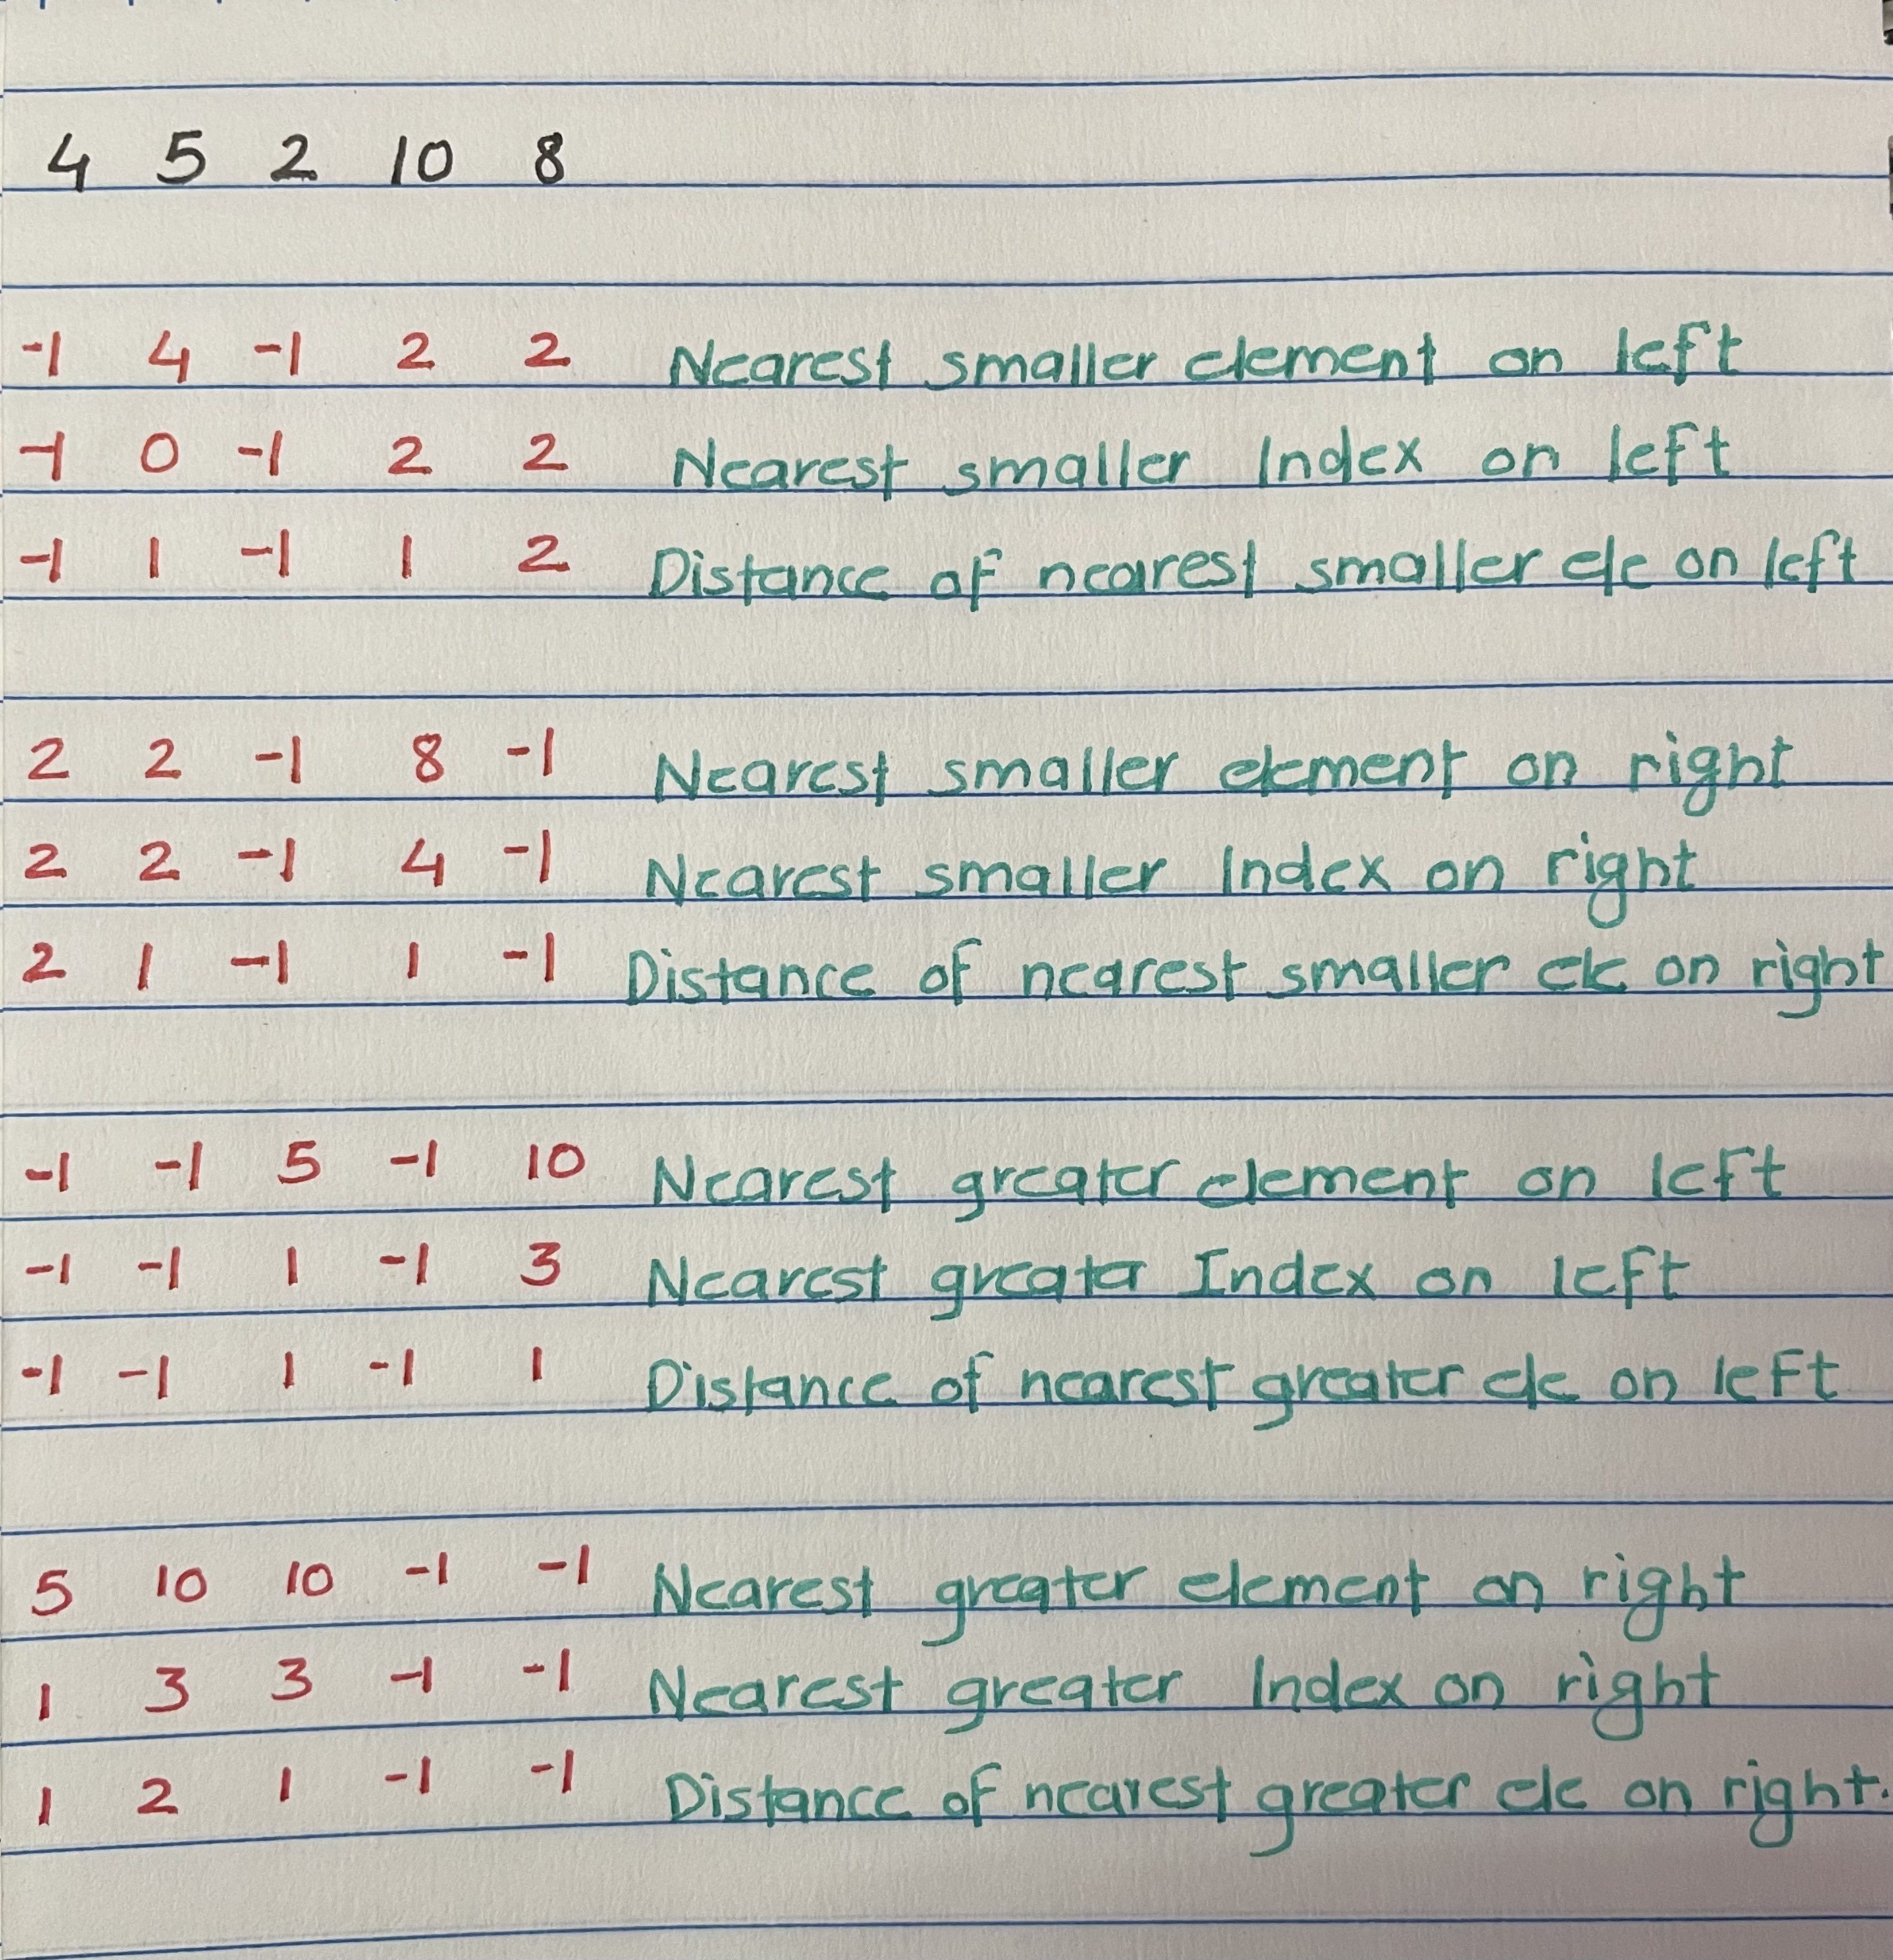 4 5 2 10 8
-1 4 -1 2 2 Nearest smaller element on left
-1 0 -1 2 2 Nearest smaller Index on left
-1 1 -1 1 2 Distance of nearest smaller ele on left
2 2 -1 8 -1 Nearest smaller element on right
2 2 -1 4 -1 Nearest smaller Index on right
2 1 -1 1 -1 Distance of nearest smaller ele on right
-1 -1 5 -1 10 Nearest greater element on left
-1 -1 1 -1 3 Nearest greater Index on left
-1 -1 1 -1 1 Distance of nearest greater ele on left
5 10 10 -1 -1 Nearest greater element on right
1 3 3 -1 -1 Nearest greater Index on right
1 2 1 -1 -1 Distance of nearest greater ele on right.